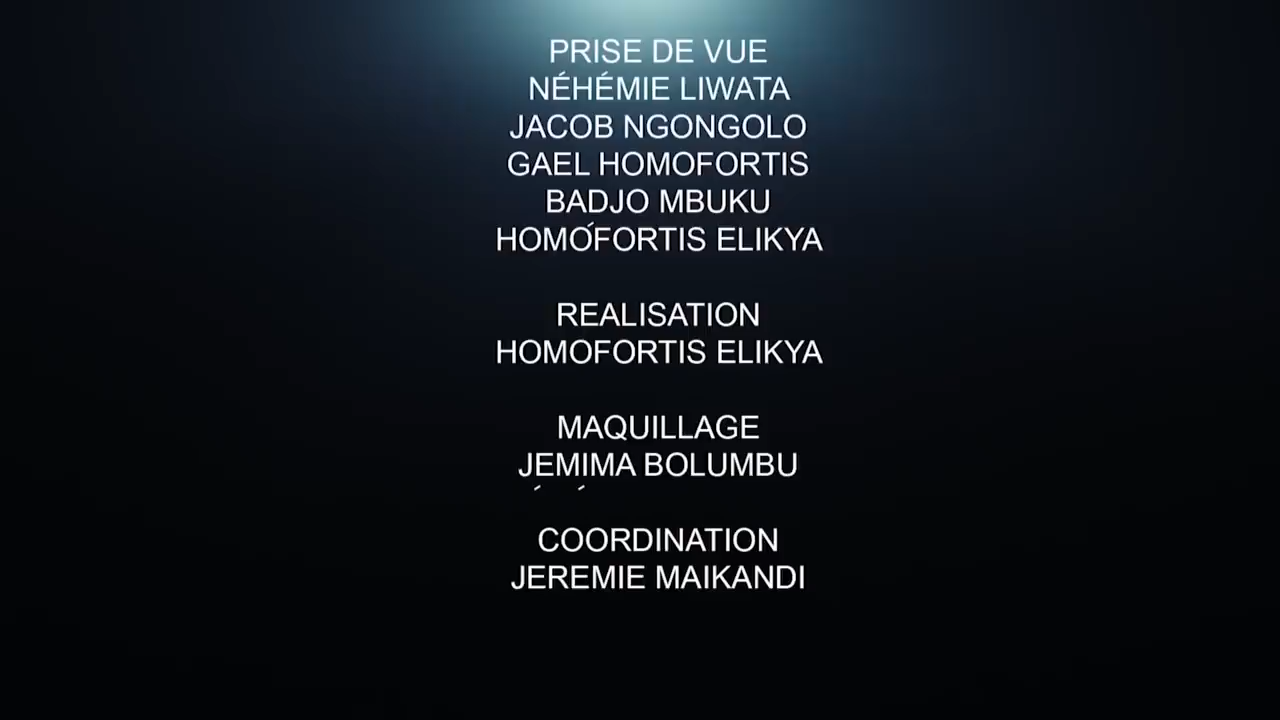 PRISE DE VUE
NÉHÉMIE LIWATA
JACOB NGONGOLO
GAEL HOMOFORTIS
BADJO MBUKU
HOMOFORTIS ELIKYA
REALISATION
HOMOFORTIS ELIKYA
MAQUILLAGE
JEMIMA BOLUMBU
COORDINATION
JEREMIE MAIKANDI